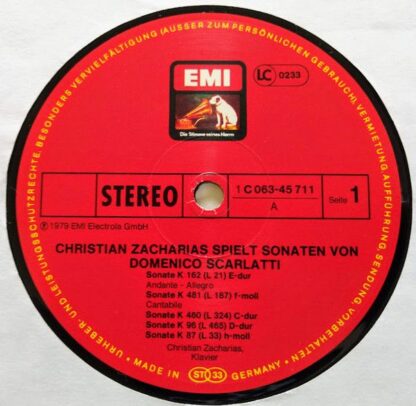 URHEBER- UND LEISTUNGSSCHUTZRECHTE, BESONDERS VERVIELFÄLTIGUNG (AUSSER ZUM PERSÖNLICHEN GEBRAUCH), VERMIETUNG, AUFFÜHRUNG, SENDUNG, VORBEHALTEN
EMI
LC 0233
Die Stimme seines Herrn
STEREO
1 C 063-45 711
A
Seite 1
Ⓟ 1979 EMI Electrola GmbH
CHRISTIAN ZACHARIAS SPIELT SONATEN VON
DOMENICO SCARLATTI
Sonate K 162 (L 21) E-dur
Andante - Allegro
Sonate K 481 (L 187) f-moll
Cantabile
Sonate K 460 (L 324) C-dur
Sonate K 96 (L 465) D-dur
Sonate K 87 (L 33) h-moll
Christian Zacharias,
Klavier
MADE IN GERMANY
ST 33